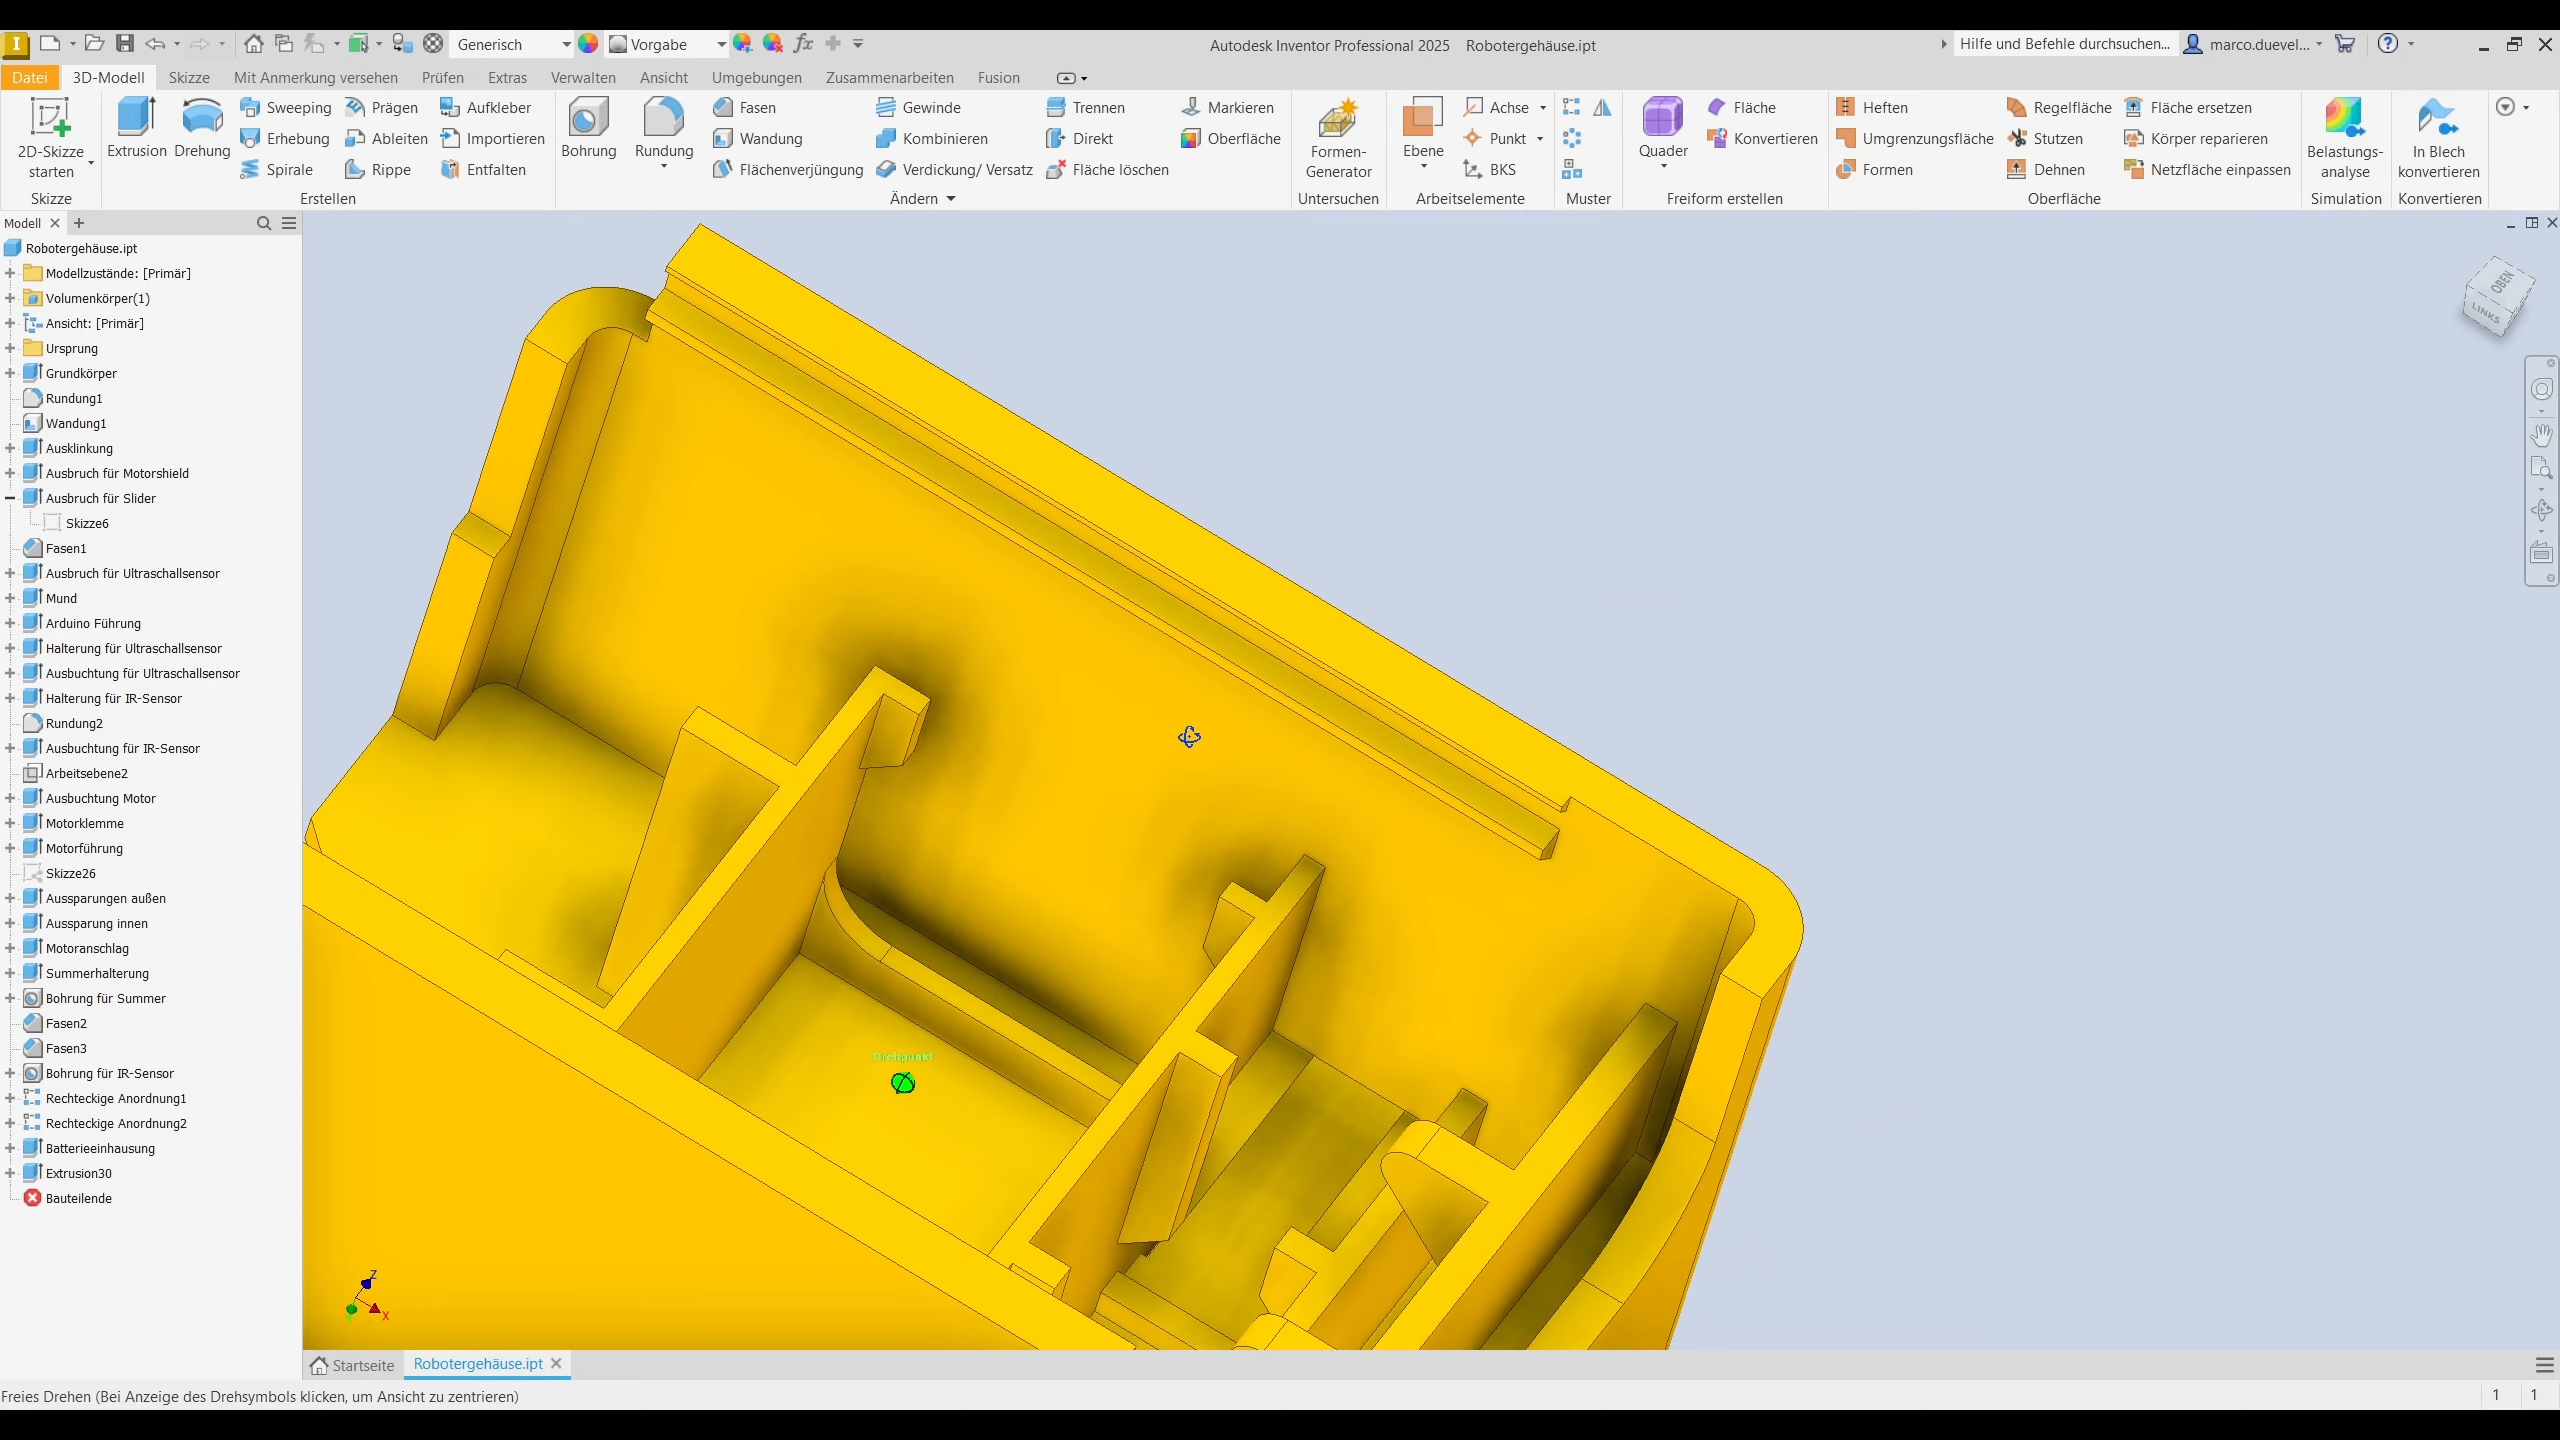 I Generisch Vorgabe fx Autodesk Inventor Professional 2025 Robotergehäuse.ipt Hilfe und Befehle durchsuchen... marco.duevel...
Datei 3D-Modell Skizze Mit Anmerkung versehen Prüfen Extras Verwalten Ansicht Umgebungen Zusammenarbeiten Fusion
2D-Skizze starten
Skizze
Extrusion
Drehung
Sweeping
Erhebung
Spirale
Prägen
Ableiten
Rippe
Aufkleber
Importieren
Entfalten
Erstellen
Bohrung
Rundung
Fasen
Wandung
Flächenverjüngung
Gewinde
Kombinieren
Verdickung/ Versatz
Trennen
Direkt
Fläche löschen
Markieren
Oberfläche
Ändern
Formen-
Generator
Untersuchen
Ebene
Achse
Punkt
BKS
Arbeitselemente
Muster
Quader
Fläche
Konvertieren
Freiform erstellen
Heften
Umgrenzungsfläche
Formen
Regelfläche
Stutzen
Dehnen
Fläche ersetzen
Körper reparieren
Netzfläche einpassen
Oberfläche
Belastungs-
analyse
Simulation
In Blech
konvertieren
Konvertieren
Modell
Robotergehäuse.ipt
Modellzustände: [Primär]
Volumenkörper(1)
Ansicht: [Primär]
Ursprung
Grundkörper
Rundung1
Wandung1
Ausklinkung
Ausbruch für Motorshield
Ausbruch für Slider
Skizze6
Fasen1
Ausbruch für Ultraschallsensor
Mund
Arduino Führung
Halterung für Ultraschallsensor
Ausbuchtung für Ultraschallsensor
Halterung für IR-Sensor
Rundung2
Ausbuchtung für IR-Sensor
Arbeitsebene2
Ausbuchtung Motor
Motorklemme
Motorführung
Skizze26
Aussparungen außen
Aussparung innen
Motoranschlag
Summerhalterung
Bohrung für Summer
Fasen2
Fasen3
Bohrung für IR-Sensor
Rechteckige Anordnung1
Rechteckige Anordnung2
Batterieeinhausung
Extrusion30
Bauteilende
OBEN
LINKS
Drehpunkt
Z
X
Y
Startseite Robotergehäuse.ipt
Freies Drehen (Bei Anzeige des Drehsymbols klicken, um Ansicht zu zentrieren) 1 1